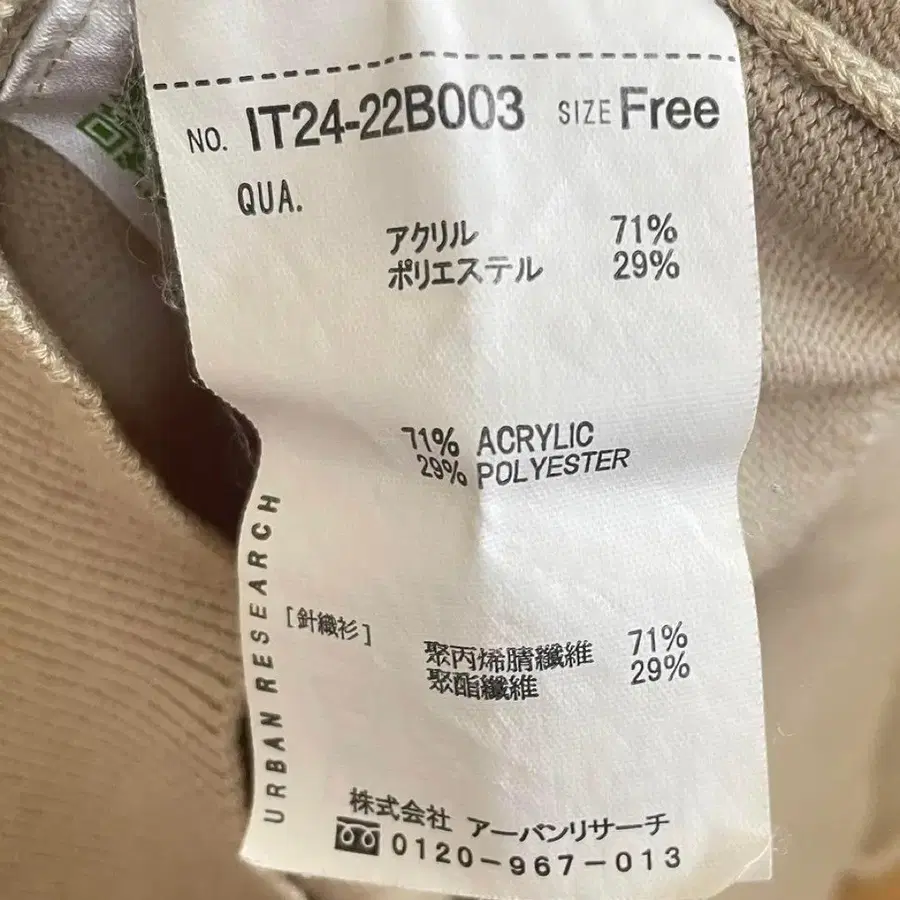 NO. IT24-22B003 SIZE Free
QUA.
アクリル 71%
ポリエステル 29%
71% ACRYLIC
29% POLYESTER
URBAN RESEARCH
[針織衫]
聚丙烯腈纖維 71%
聚酯纖維 29%
株式会社 アーバンリサーチ
0120-967-013